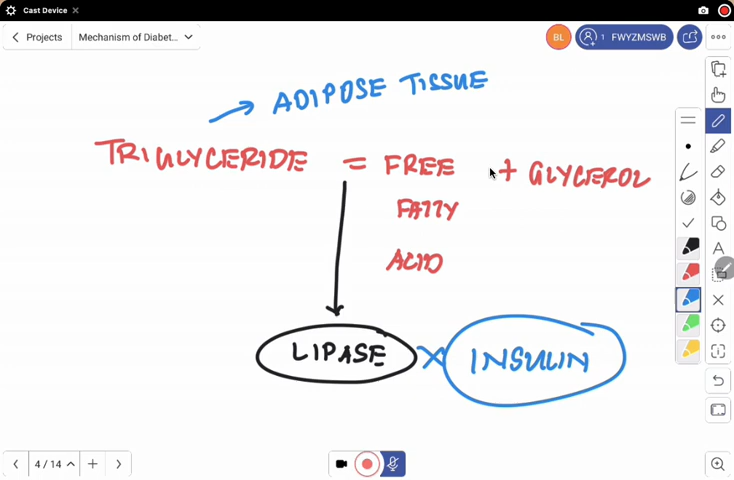 Cast Device
Projects
Mechanism of Diabet...
BL
1 FWYZMSWB
→ ADIPOSE TISSUE
TRIGLYCERIDE = FREE + GLYCEROL
FATTY
ACID
LIPASE × INSULIN
A
4 / 14